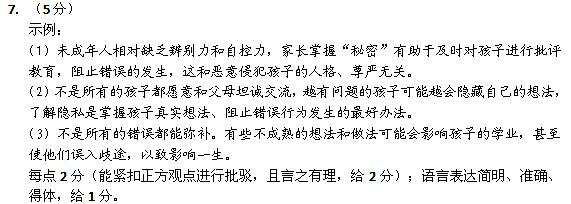 7. （5分）
示例：
（1）未成年人相对缺乏辨别力和自控力，家长掌握“秘密”有助于及时对孩子进行批评
教育，阻止错误的发生，这和恶意侵犯孩子的人格、尊严无关。
（2）不是所有的孩子都愿意和父母坦诚交流，越有问题的孩子可能越会隐藏自己的想法，
了解隐私是掌握孩子真实想法、阻止错误行为发生的最好办法。
（3）不是所有的错误都能弥补。有些不成熟的想法和做法可能会影响孩子的学业，甚至
使他们误入歧途，以致影响一生。
每点2分（能紧扣正方观点进行批驳，且言之有理，给2分）；语言表达简明、准确、
得体，给1分。